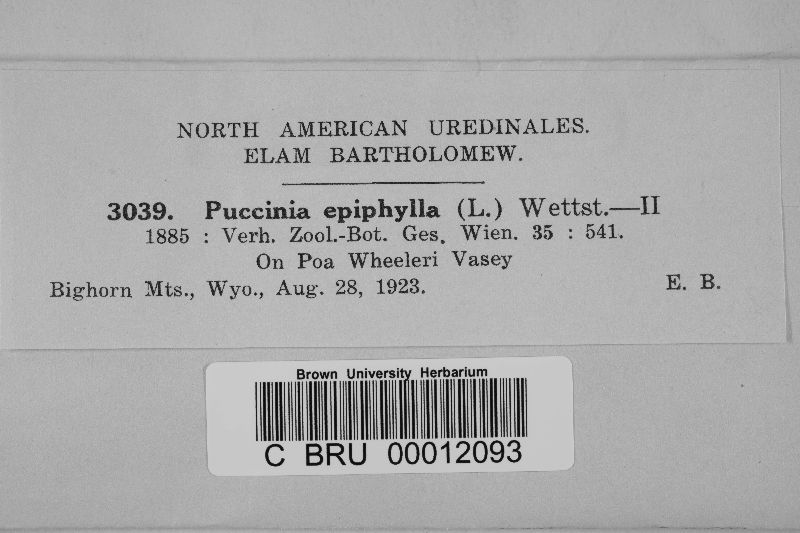 NORTH AMERICAN UREDINALES.
ELAM BARTHOLOMEW.
3039. Puccinia epiphylla (L.) Wettst.—II
1885 : Verh. Zool.-Bot. Ges. Wien. 35 : 541.
On Poa Wheeleri Vasey
Bighorn Mts., Wyo., Aug. 28, 1923. E. B.
Brown University Herbarium
C BRU 00012093